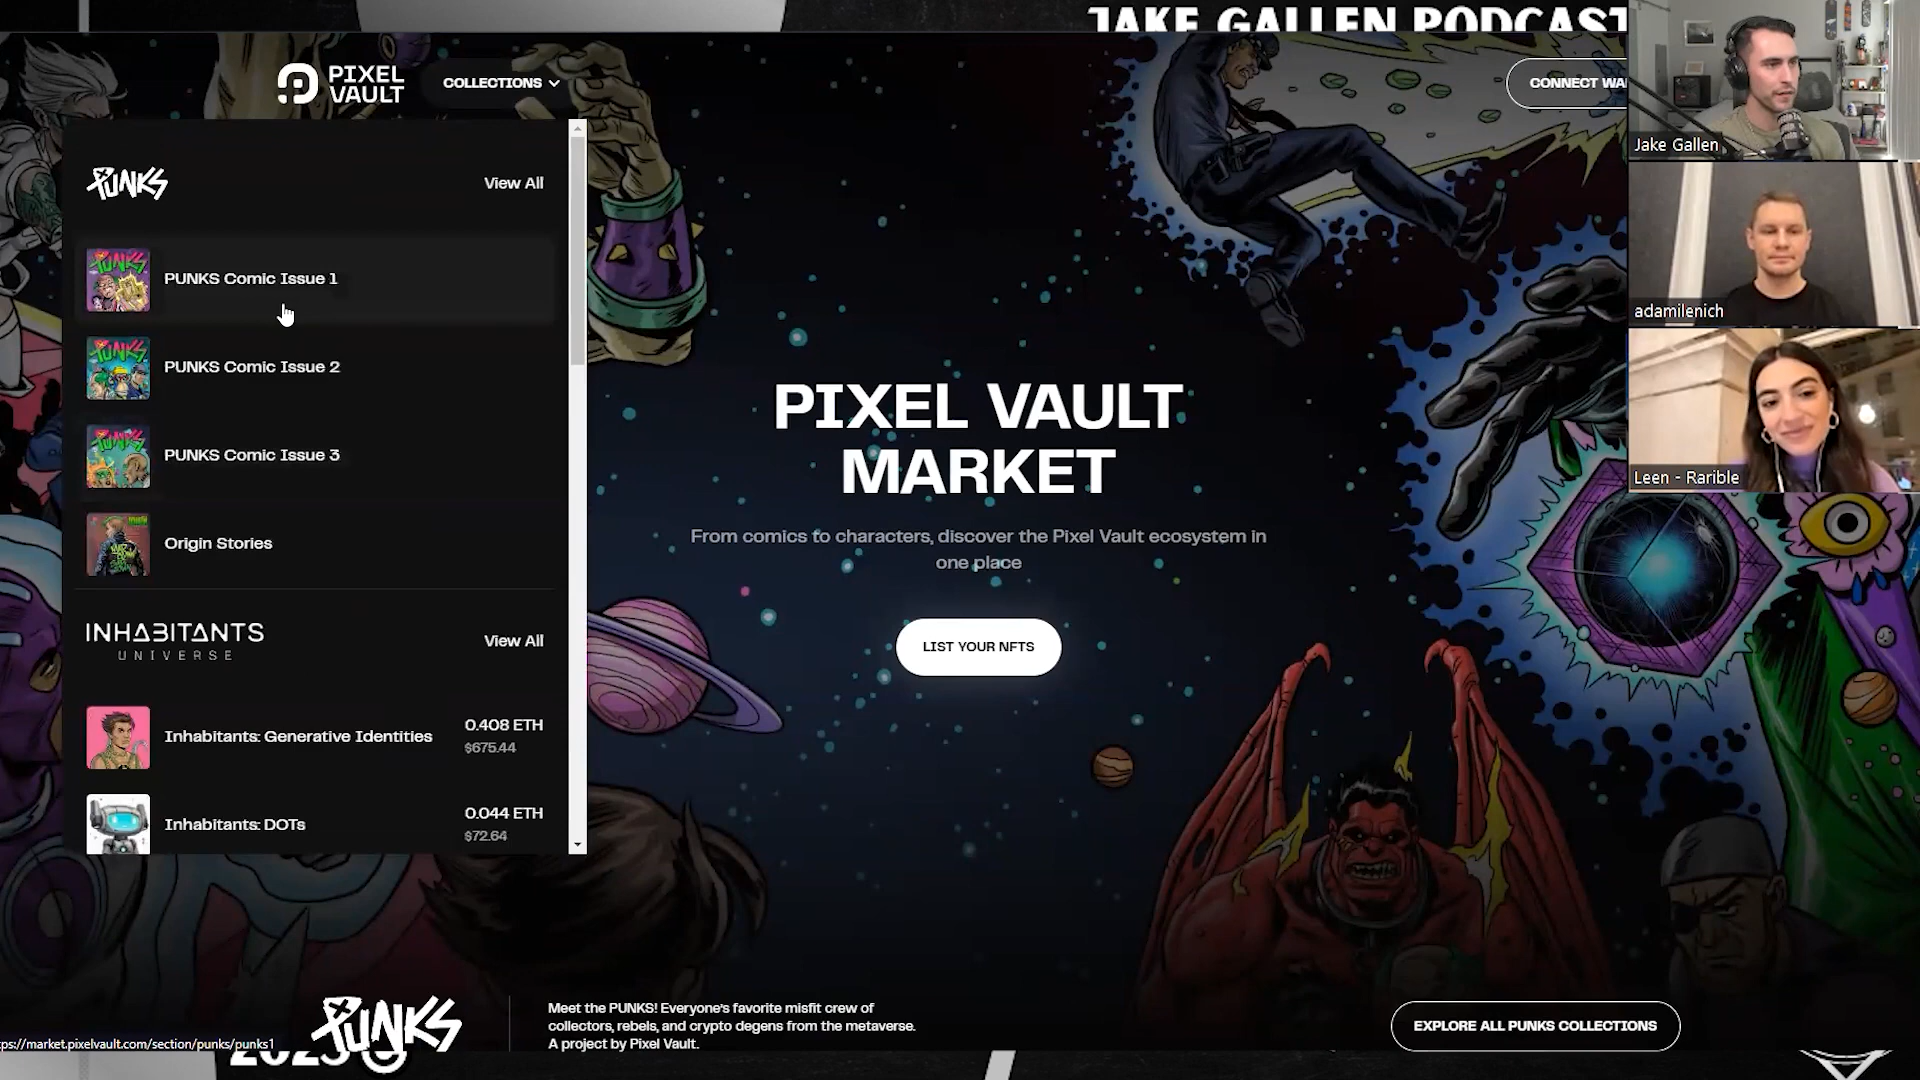 JAKE GALLEN PODCAST
PIXEL
VAULT
COLLECTIONS
CONNECT WA
Jake Gallen
PUNKS
View All
PUNKS Comic Issue 1
PUNKS Comic Issue 2
PUNKS Comic Issue 3
Origin Stories
INHABITANTS
UNIVERSE
View All
Inhabitants: Generative Identities
0.408 ETH
$675.44
Inhabitants: DOTs
0.044 ETH
$72.64
adamilenich
Leen - Rarible
PIXEL VAULT
MARKET
From comics to characters, discover the Pixel Vault ecosystem in
one place
LIST YOUR NFTS
PUNKS
Meet the PUNKS! Everyone's favorite misfit crew of
collectors, rebels, and crypto degens from the metaverse.
A project by Pixel Vault.
EXPLORE ALL PUNKS COLLECTIONS
ps://market.pixelvault.com/section/punks/punks1